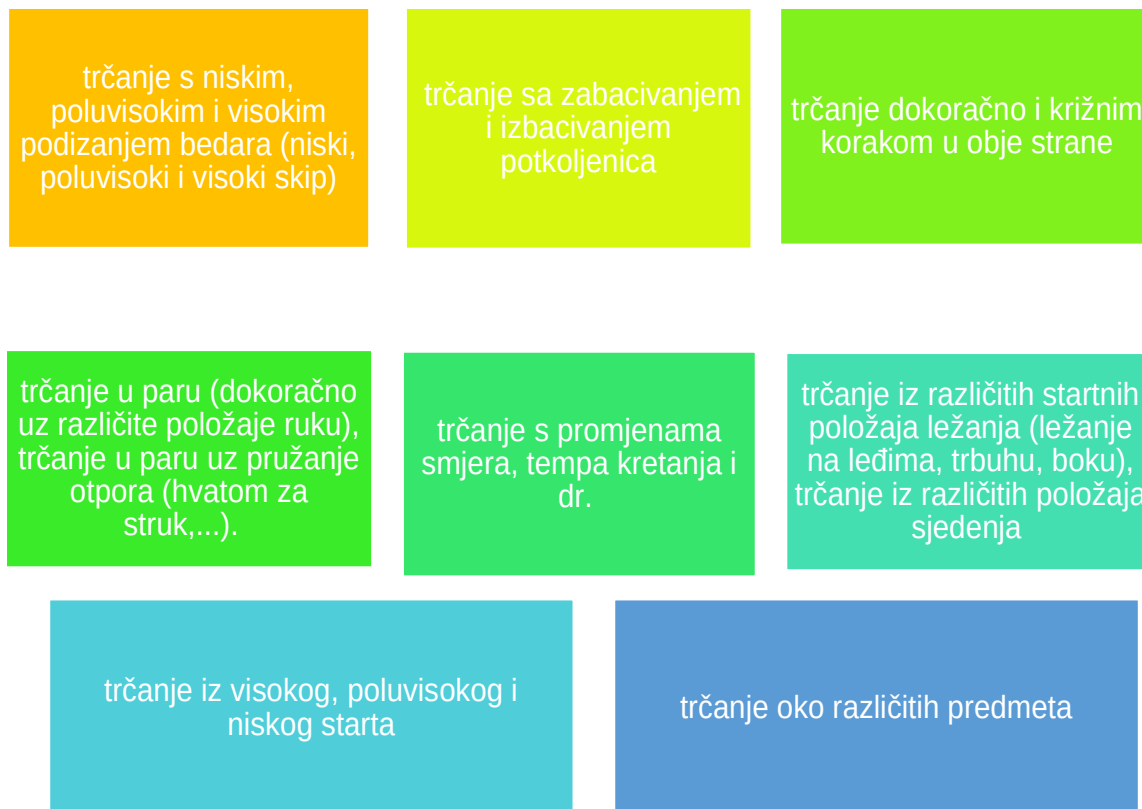 trčanje s niskim,
poluvisokim i visokim
podizanjem bedara (niski,
poluvisoki i visoki skip)
trčanje sa zabacivanjem
i izbacivanjem
potkoljenica
trčanje dokoračno i križnim
korakom u obje strane
trčanje u paru (dokoračno
uz različite položaje ruku),
trčanje u paru uz pružanje
otpora (hvatom za
struk,...).
trčanje s promjenama
smjera, tempa kretanja i
dr.
trčanje iz različitih startnih
položaja ležanja (ležanje
na leđima, trbuhu, boku),
trčanje iz različitih položaja
sjedenja
trčanje iz visokog, poluvisokog i
niskog starta
trčanje oko različitih predmeta